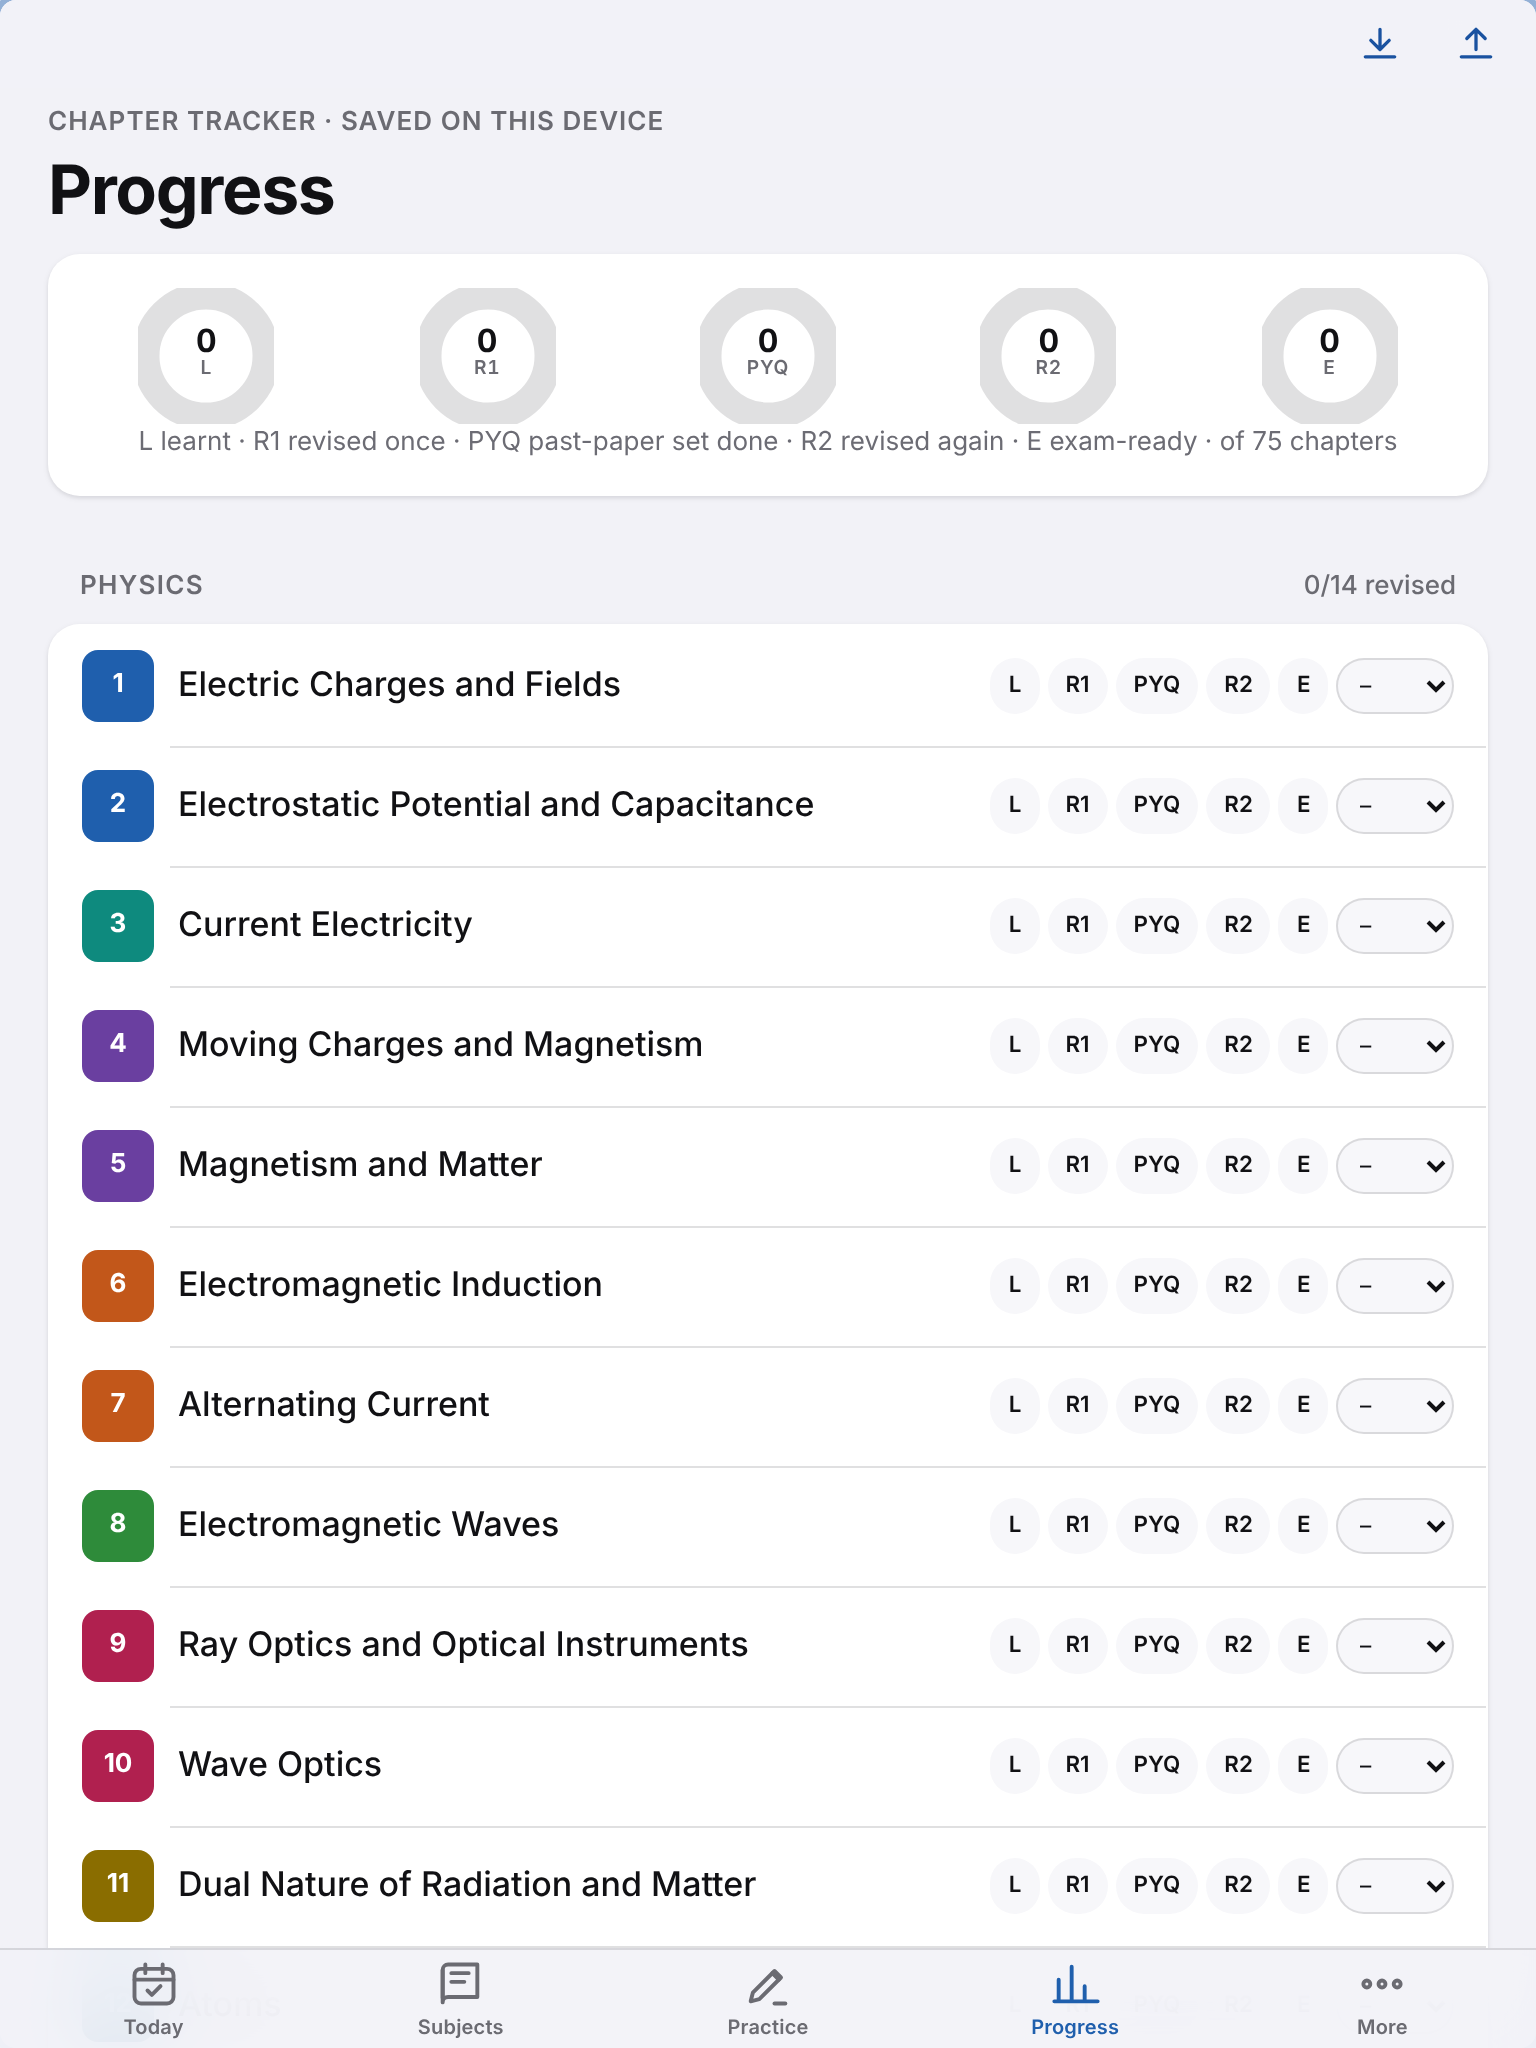 CHAPTER TRACKER · SAVED ON THIS DEVICE
Progress
0 0 0 0 0
L R1 PYQ R2 E
L learnt · R1 revised once · PYQ past-paper set done · R2 revised again · E exam-ready · of 75 chapters
PHYSICS 0/14 revised
1 Electric Charges and Fields L R1 PYQ R2 E –
2 Electrostatic Potential and Capacitance L R1 PYQ R2 E –
3 Current Electricity L R1 PYQ R2 E –
4 Moving Charges and Magnetism L R1 PYQ R2 E –
5 Magnetism and Matter L R1 PYQ R2 E –
6 Electromagnetic Induction L R1 PYQ R2 E –
7 Alternating Current L R1 PYQ R2 E –
8 Electromagnetic Waves L R1 PYQ R2 E –
9 Ray Optics and Optical Instruments L R1 PYQ R2 E –
10 Wave Optics L R1 PYQ R2 E –
11 Dual Nature of Radiation and Matter L R1 PYQ R2 E –
Atoms L PYQ R2 E
Today Subjects Practice Progress More